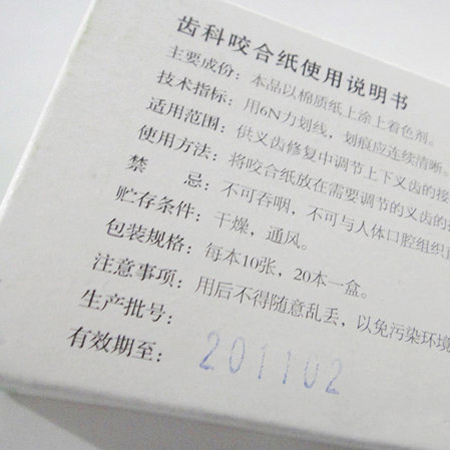 齿科咬合纸使用说明书
主要成份：本品以棉质纸上涂上着色剂。
技术指标：用6N力划线，划痕应连续清晰。
适用范围：供义齿修复中调节上下义齿的接
使用方法：将咬合纸放在需要调节的义齿的接
禁 忌：不可吞咽，不可与人体口腔组织直
贮存条件：干燥，通风。
包装规格：每本10张，20本一盒。
注意事项：用后不得随意乱丢，以免污染环境
生产批号：
有效期至：201102